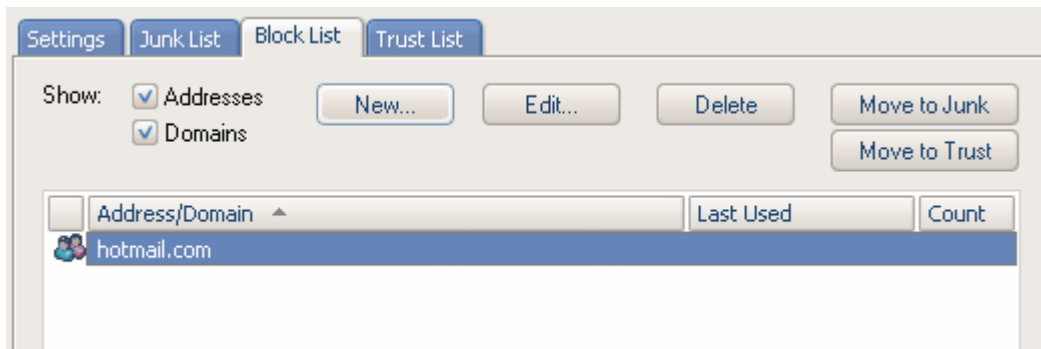 Settings Junk List Block List Trust List
Show: Addresses New... Edit... Delete Move to Junk
Domains Move to Trust
Address/Domain Last Used Count
hotmail.com